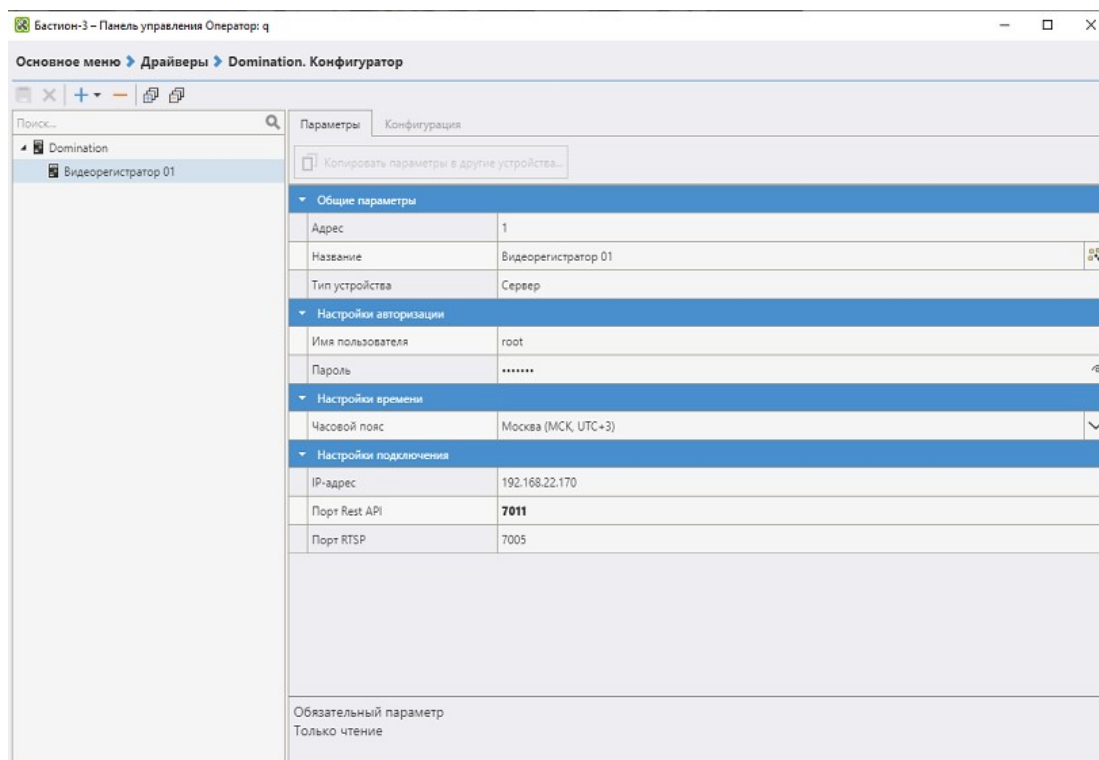 Бастион-3 – Панель управления Оператор: q
Основное меню Драйверы Domination. Конфигуратор
Поиск...
Domination
Видеорегистратор 01
Параметры Конфигурация
Копировать параметры в другие устройства...
Общие параметры
Адрес 1
Название Видеорегистратор 01
Тип устройства Сервер
Настройки авторизации
Имя пользователя root
Пароль •••••••
Настройки времени
Часовой пояс Москва (МСК, UTC+3)
Настройки подключения
IP-адрес 192.168.22.170
Порт Rest API 7011
Порт RTSP 7005
Обязательный параметр
Только чтение